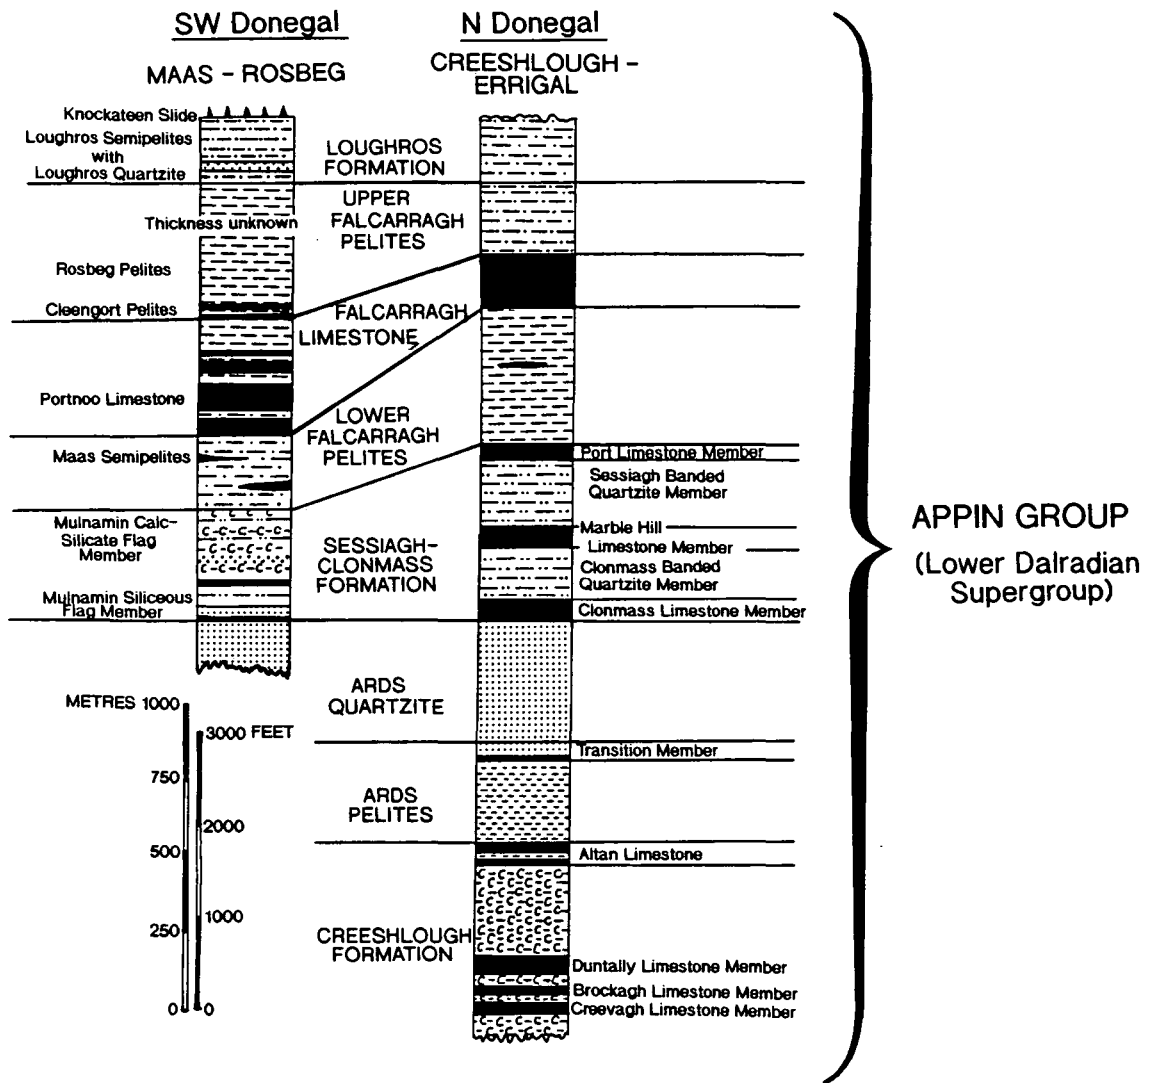 SW Donegal
N Donegal
MAAS – ROSBEG
CREESHLOUGH –
ERRIGAL
Knockateen Slide
Loughros Semipelites
with
Loughros Quartzite
Thickness unknown
Rosbeg Pelites
Cleengort Pelites
Portnoo Limestone
Maas Semipelites
Mulnamin Calc–
Silicate Flag
Member
Mulnamin Siliceous
Flag Member
LOUGHROS
FORMATION
UPPER
FALCARRAGH
PELITES
FALCARRAGH
LIMESTONE
LOWER
FALCARRAGH
PELITES
SESSIAGH–
CLONMASS
FORMATION
ARDS
QUARTZITE
ARDS
PELITES
CREESHLOUGH
FORMATION
Port Limestone Member
Sessiagh Banded
Quartzite Member
Marble Hill
Limestone Member
Clonmass Banded
Quartzite Member
Clonmass Limestone Member
Transition Member
Altan Limestone
Duntally Limestone Member
Brockagh Limestone Member
Creevagh Limestone Member
METRES 1000
750
500
250
0
3000 FEET
2000
1000
0
APPIN GROUP
(Lower Dalradian
Supergroup)